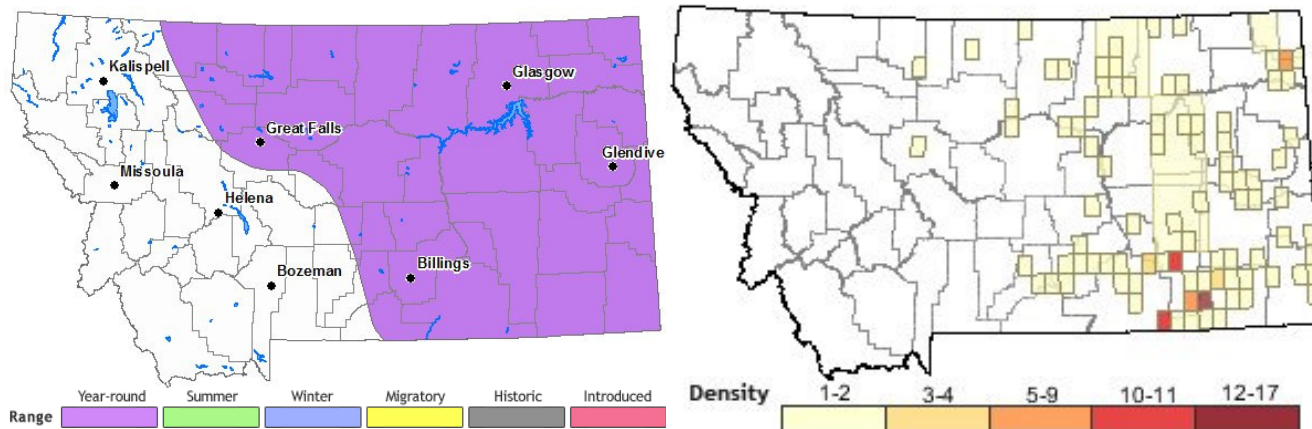 Kalispell
Glasgow
Great Falls
Glendive
Missoula
Helena
Billings
Bozeman
Range Year-round Summer Winter Migratory Historic Introduced
Density 1-2 3-4 5-9 10-11 12-17